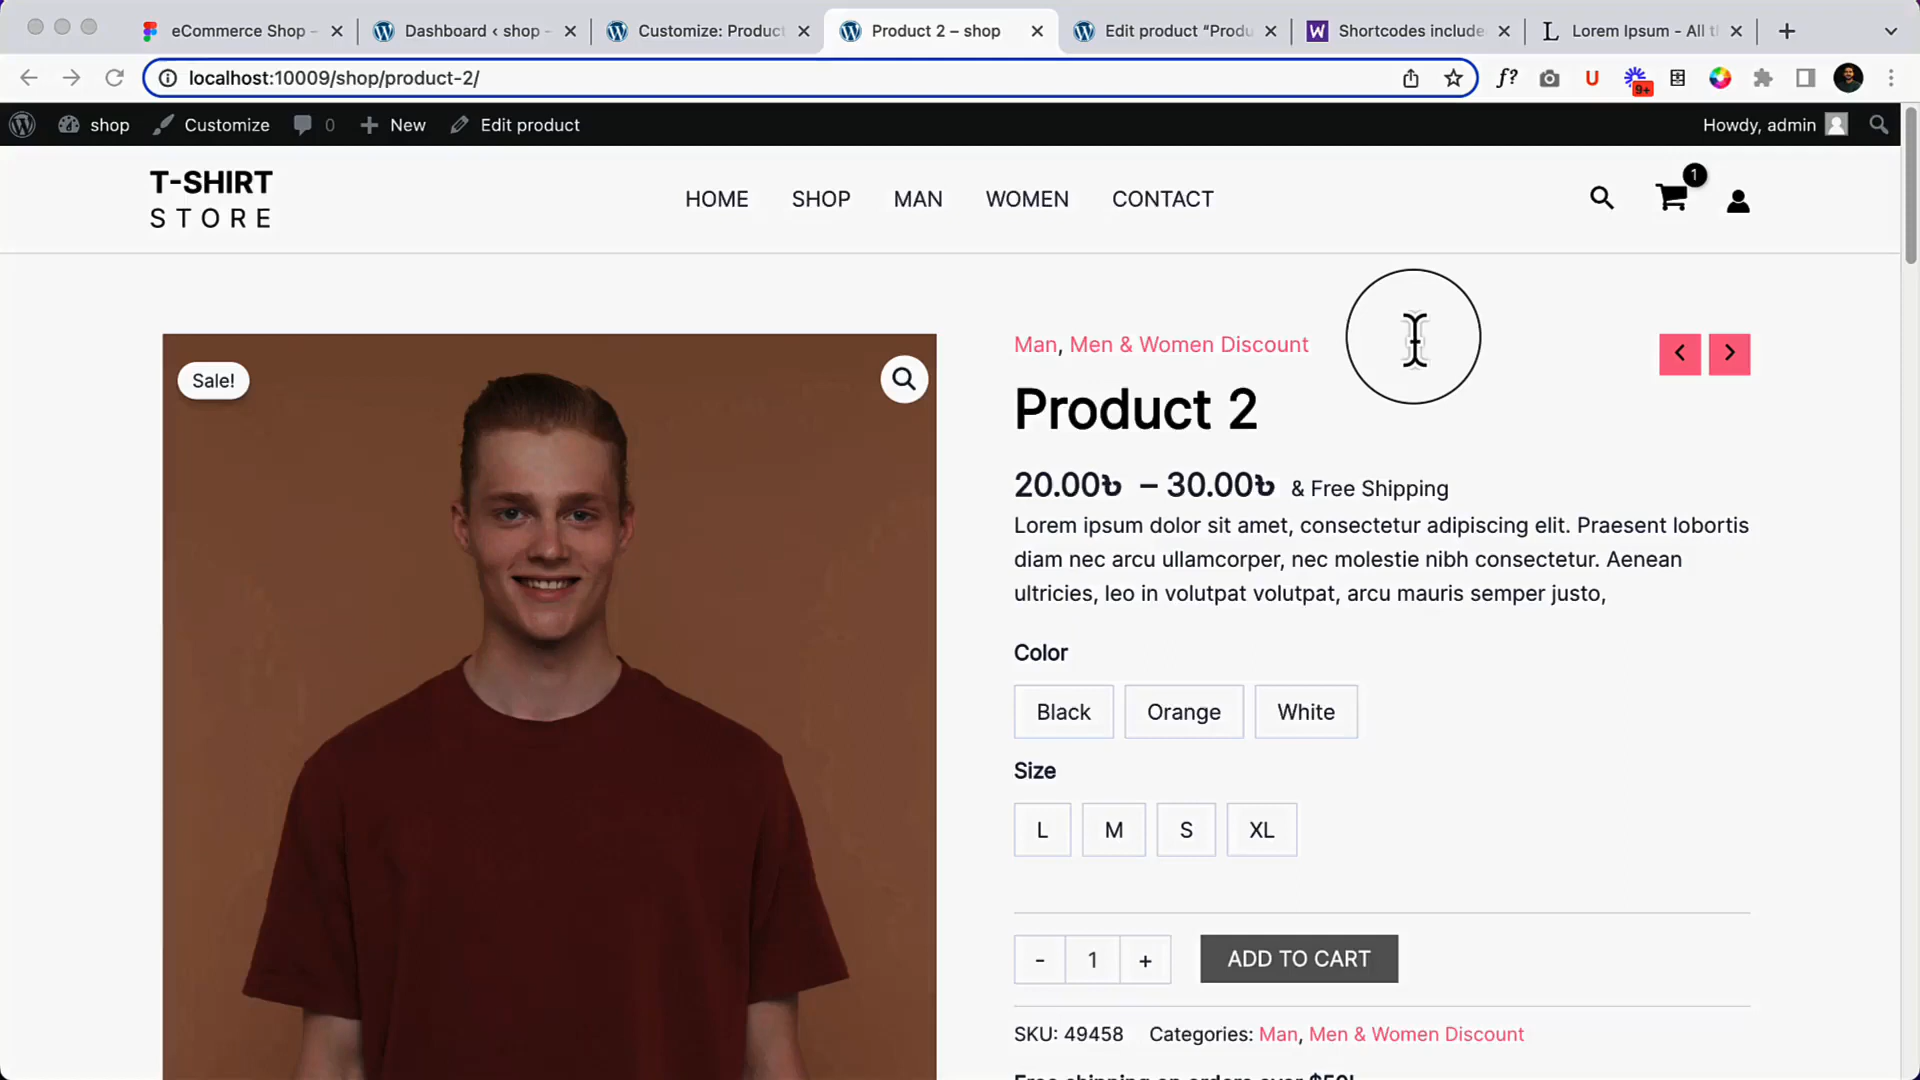 eCommerce Shop -
Dashboard ‹ shop -
Customize: Product
Product 2 – shop
Edit product “Produ
Shortcodes include
Lorem Ipsum - All t
localhost:10009/shop/product-2/
f?
U
9+
shop
Customize
0
New
Edit product
Howdy, admin
T-SHIRT
STORE
HOME
SHOP
MAN
WOMEN
CONTACT
1
Sale!
Man, Men & Women Discount
Product 2
20.00৳ – 30.00৳ & Free Shipping
Lorem ipsum dolor sit amet, consectetur adipiscing elit. Praesent lobortis
diam nec arcu ullamcorper, nec molestie nibh consectetur. Aenean
ultricies, leo in volutpat volutpat, arcu mauris semper justo,
Color
Black
Orange
White
Size
L
M
S
XL
- 1 +
ADD TO CART
SKU: 49458 Categories: Man, Men & Women Discount
Free shipping on orders over $50!